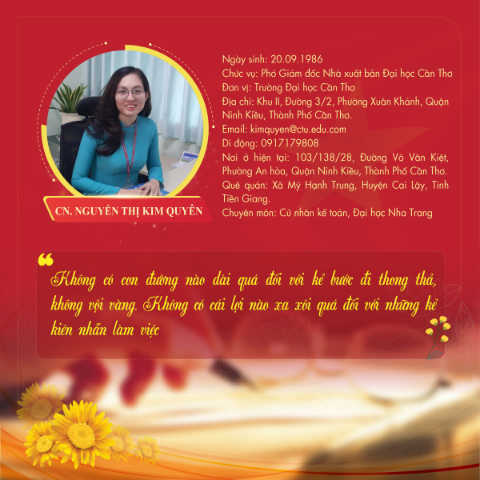 Ngày sinh: 20.09.1986
Chức vụ: Phó Giám đốc Nhà xuất bản Đại học Cần Thơ
Đơn vị: Trường Đại học Cần Thơ
Địa chỉ: Khu II, Đường 3/2, Phường Xuân Khánh, Quận
Ninh Kiều, Thành Phố Cần Thơ.
Email: kimquyen@ctu.edu.com
Di động: 0917179808
Nơi ở hiện tại: 103/138/28, Đường Võ Văn Kiệt,
Phường An hòa, Quận Ninh Kiều, Thành Phố Cần Thơ.
Quê quán: Xã Mỹ Hạnh Trung, Huyện Cai Lậy, Tỉnh
Tiền Giang.
Chuyên môn: Cử nhân kế toán, Đại học Nha Trang
CN. NGUYỄN THỊ KIM QUYÊN
“Không có con đường nào dài quá đối với kẻ bước đi thong thả,
không vội vàng. Không có cái lợi nào xa xôi quá đối với những kẻ
kiên nhẫn làm việc